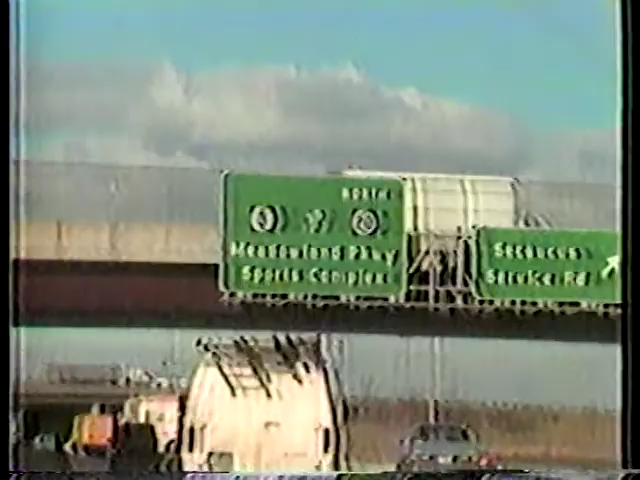 NORTH
Meadowland Pkwy
Sports Complex
Secaucus
Service Rd